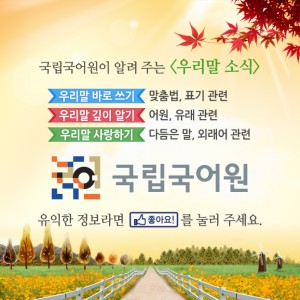 국립국어원이 알려 주는 〈우리말 소식〉
우리말 바로 쓰기 맞춤법, 표기 관련
우리말 깊이 알기 어원, 유래 관련
우리말 사랑하기 다듬은 말, 외래어 관련
국립국어원
유익한 정보라면 좋아요! 를 눌러 주세요.